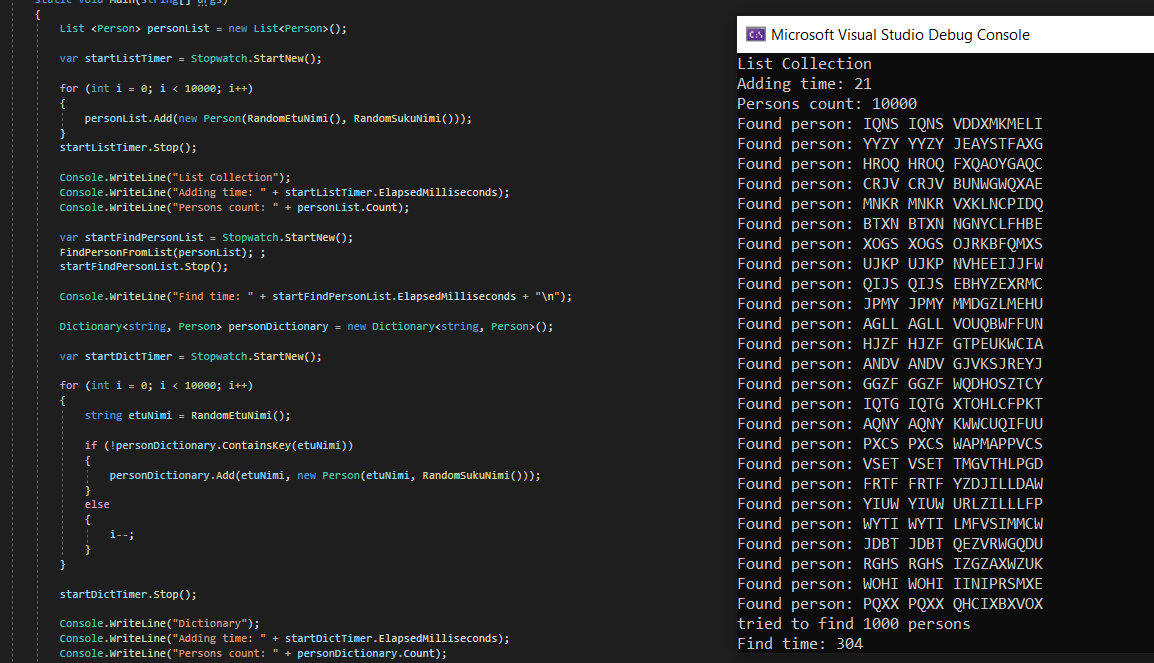 static void Main(string[] args)
{
List <Person> personList = new List<Person>();
var startListTimer = Stopwatch.StartNew();
for (int i = 0; i < 10000; i++)
{
personList.Add(new Person(RandomEtuNimi(), RandomSukuNimi()));
}
startListTimer.Stop();
Console.WriteLine("List Collection");
Console.WriteLine("Adding time: " + startListTimer.ElapsedMilliseconds);
Console.WriteLine("Persons count: " + personList.Count);
var startFindPersonList = Stopwatch.StartNew();
FindPersonFromList(personList); ;
startFindPersonList.Stop();
Console.WriteLine("Find time: " + startFindPersonList.ElapsedMilliseconds + "\n");
Dictionary<string, Person> personDictionary = new Dictionary<string, Person>();
var startDictTimer = Stopwatch.StartNew();
for (int i = 0; i < 10000; i++)
{
string etuNimi = RandomEtuNimi();
if (!personDictionary.ContainsKey(etuNimi))
{
personDictionary.Add(etuNimi, new Person(etuNimi, RandomSukuNimi()));
}
else
{
i--;
}
}
startDictTimer.Stop();
Console.WriteLine("Dictionary");
Console.WriteLine("Adding time: " + startDictTimer.ElapsedMilliseconds);
Console.WriteLine("Persons count: " + personDictionary.Count);
C:\ Microsoft Visual Studio Debug Console
List Collection
Adding time: 21
Persons count: 10000
Found person: IQNS IQNS VDDXMKMELI
Found person: YYZY YYZY JEAYSTFAXG
Found person: HROQ HROQ FXQAOYGAQC
Found person: CRJV CRJV BUNWGWQXAE
Found person: MNKR MNKR VXKLNCPIDQ
Found person: BTXN BTXN NGNYCLFHBE
Found person: XOGS XOGS OJRKBFQMXS
Found person: UJKP UJKP NVHEEIJJFW
Found person: QIJS QIJS EBHYZEXRMC
Found person: JPMY JPMY MMDGZLMEHU
Found person: AGLL AGLL VOUQBWFFUN
Found person: HJZF HJZF GTPEUKWCIA
Found person: ANDV ANDV GJVKSJREYJ
Found person: GGZF GGZF WQDHOSZTCY
Found person: IQTG IQTG XTOHLCFPKT
Found person: AQNY AQNY KWWCUQIFUU
Found person: PXCS PXCS WAPMAPPVCS
Found person: VSET VSET TMGVTHLPGD
Found person: FRTF FRTF YZDJILLDAW
Found person: YIUW YIUW URLZILLLFP
Found person: WYTI WYTI LMFVSIMMCW
Found person: JDBT JDBT QEZVRWGQDU
Found person: RGHS RGHS IZGZAXWZUK
Found person: WOHI WOHI IINIPRSMXE
Found person: PQXX PQXX QHCIXBXVOX
tried to find 1000 persons
Find time: 304